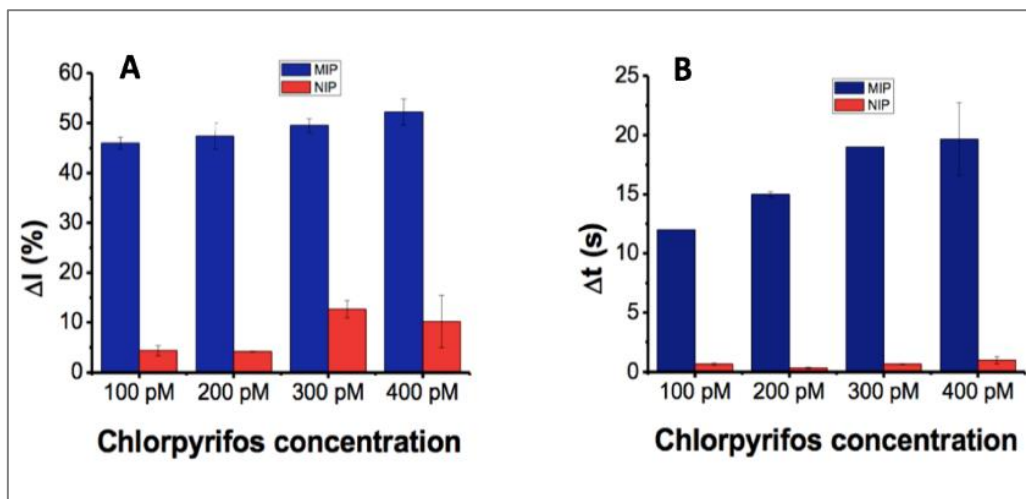 A
MIP
NIP
60
50
40
30
20
10
0
ΔI (%)
100 pM 200 pM 300 pM 400 pM
Chlorpyrifos concentration
B
MIP
NIP
25
20
15
10
5
0
Δt (s)
100 pM 200 pM 300 pM 400 pM
Chlorpyrifos concentration